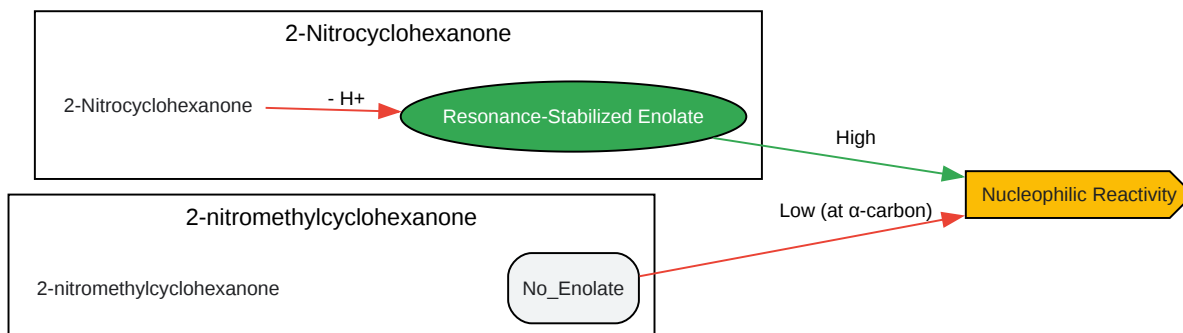 2-Nitrocyclohexanone
2-Nitrocyclohexanone
- H+
Resonance-Stabilized Enolate
High
Nucleophilic Reactivity
Low (at α-carbon)
2-nitromethylcyclohexanone
2-nitromethylcyclohexanone
No_Enolate